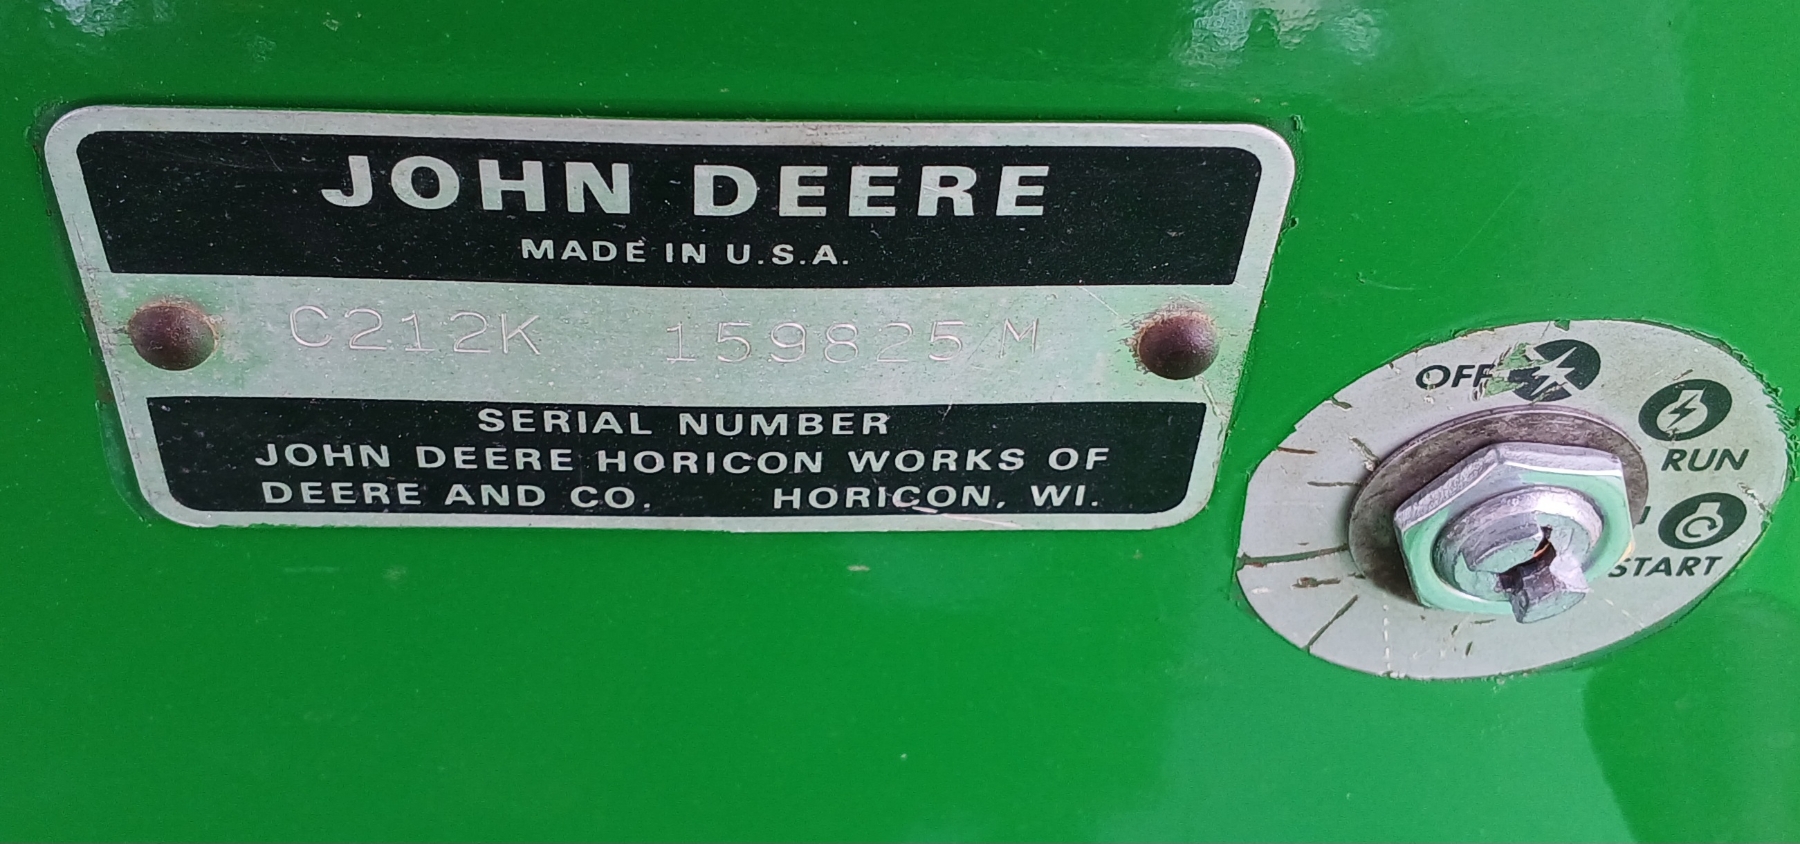 JOHN DEERE
MADE IN U.S.A.
C212K 159825M
SERIAL NUMBER
JOHN DEERE HORICON WORKS OF
DEERE AND CO. HORICON, WI.
OFF
RUN
START